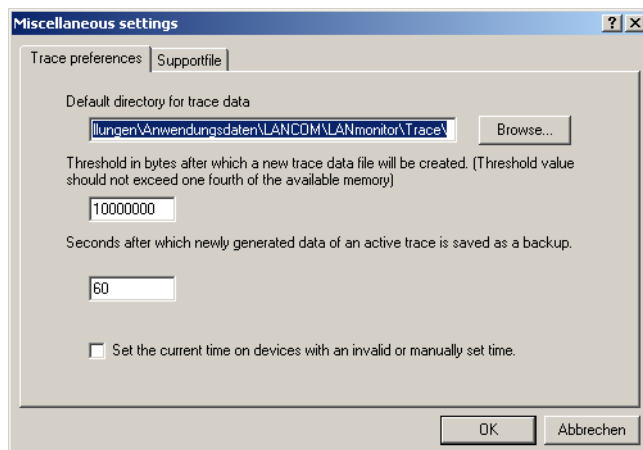 Miscellaneous settings
Trace preferences
Supportfile
Default directory for trace data
llungen\Anwendungsdaten\LANCOM\LANmonitor\Trace\
Browse...
Threshold in bytes after which a new trace data file will be created. (Threshold value
should not exceed one fourth of the available memory)
10000000
Seconds after which newly generated data of an active trace is saved as a backup.
60
Set the current time on devices with an invalid or manually set time.
OK
Abbrechen